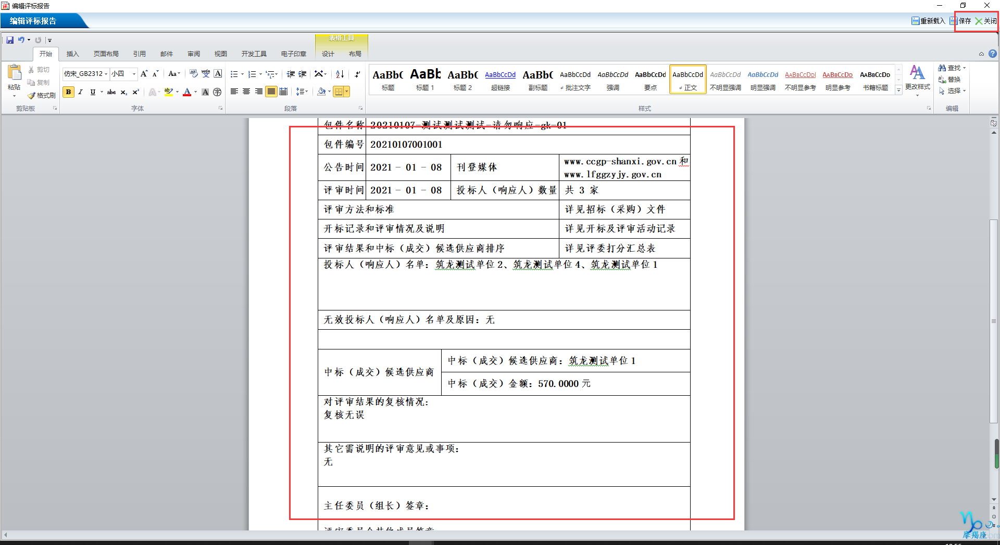 编辑评标报告
编辑评标报告
重新载入 保存 关闭
表格工具
开始 插入 页面布局 引用 邮件 审阅 视图 开发工具 电子印章 设计 布局
粘贴 剪切 复制 格式刷
仿宋_GB2312 小四
AaBbC AaBb AaBbC AaBbCcDd AaBbC AaBbCcDd AaBbCcDd AaBbCcDd AaBbCcDd AaBbCcDd AaBbCcDd AaBbCcDd AaBbCcDd AaBbCcDd
标题 标题 1 标题 2 超链接 副标题 批注文字 强调 要点 正文 不明显强调 明显强调 不明显参考 明显参考 书籍标题
更改样式 查找 替换 选择
剪贴板 字体 段落 样式 编辑
包件名称 20210107-测试测试测试-请勿响应-gk-01
包件编号 20210107001001
公告时间 2021 - 01 - 08 刊登媒体 www.ccgp-shanxi.gov.cn 和
www.lfggzyjy.gov.cn
评审时间 2021 - 01 - 08 投标人（响应人）数量 共 3 家
评审方法和标准 详见招标（采购）文件
开标记录和评审情况及说明 详见开标及评审活动记录
评审结果和中标（成交）候选供应商排序 详见评委打分汇总表
投标人（响应人）名单：筑龙测试单位 2、筑龙测试单位 4、筑龙测试单位 1
无效投标人（响应人）名单及原因：无
中标（成交）候选供应商 中标（成交）候选供应商：筑龙测试单位 1
中标（成交）金额：570.0000 元
对评审结果的复核情况：
复核无误
其它需说明的评审意见或事项：
无
主任委员（组长）签章：
评审委员会其他成员签章
摩羯座